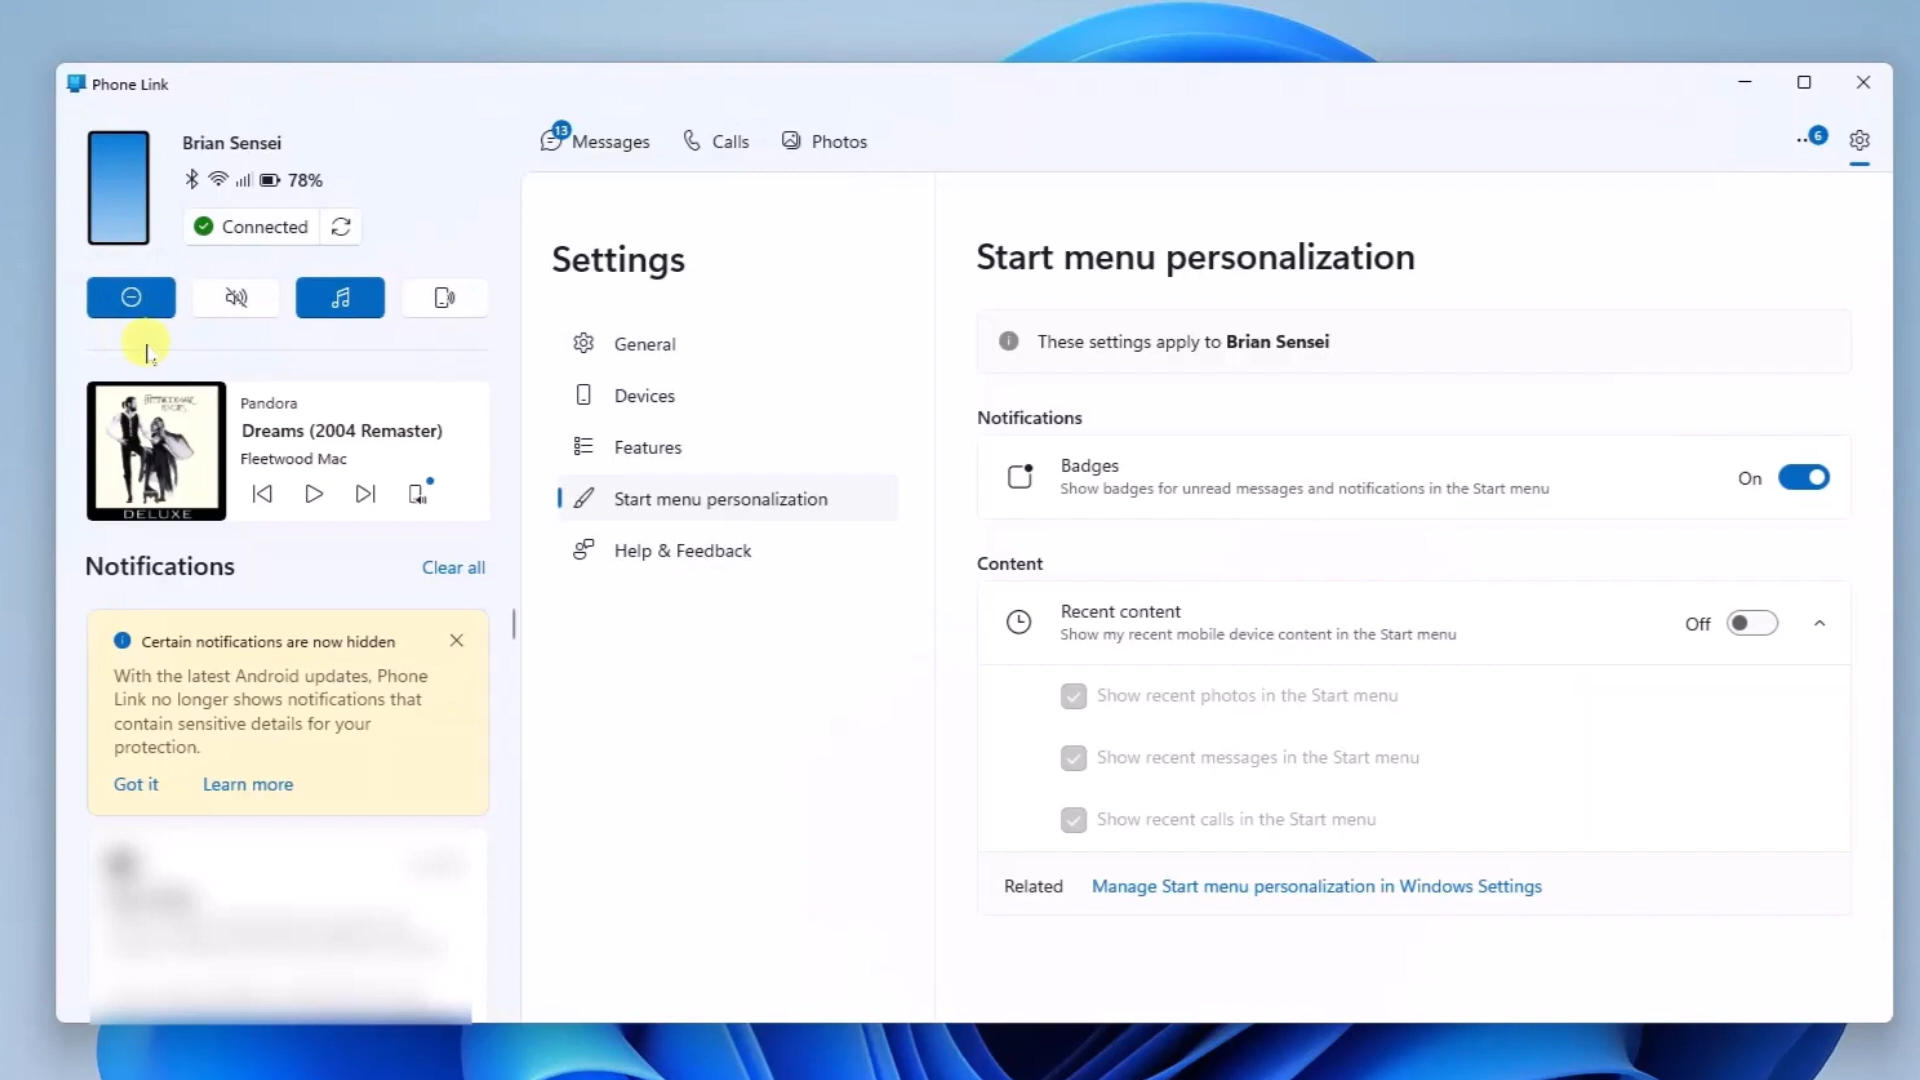 Phone Link
Brian Sensei
78%
Connected
Pandora
Dreams (2004 Remaster)
Fleetwood Mac
DELUXE
Notifications
Clear all
Certain notifications are now hidden
With the latest Android updates, Phone
Link no longer shows notifications that
contain sensitive details for your
protection.
Got it
Learn more
13
Messages
Calls
Photos
6
Settings
General
Devices
Features
Start menu personalization
Help & Feedback
Start menu personalization
These settings apply to Brian Sensei
Notifications
Badges
Show badges for unread messages and notifications in the Start menu
On
Content
Recent content
Show my recent mobile device content in the Start menu
Off
Show recent photos in the Start menu
Show recent messages in the Start menu
Show recent calls in the Start menu
Related
Manage Start menu personalization in Windows Settings